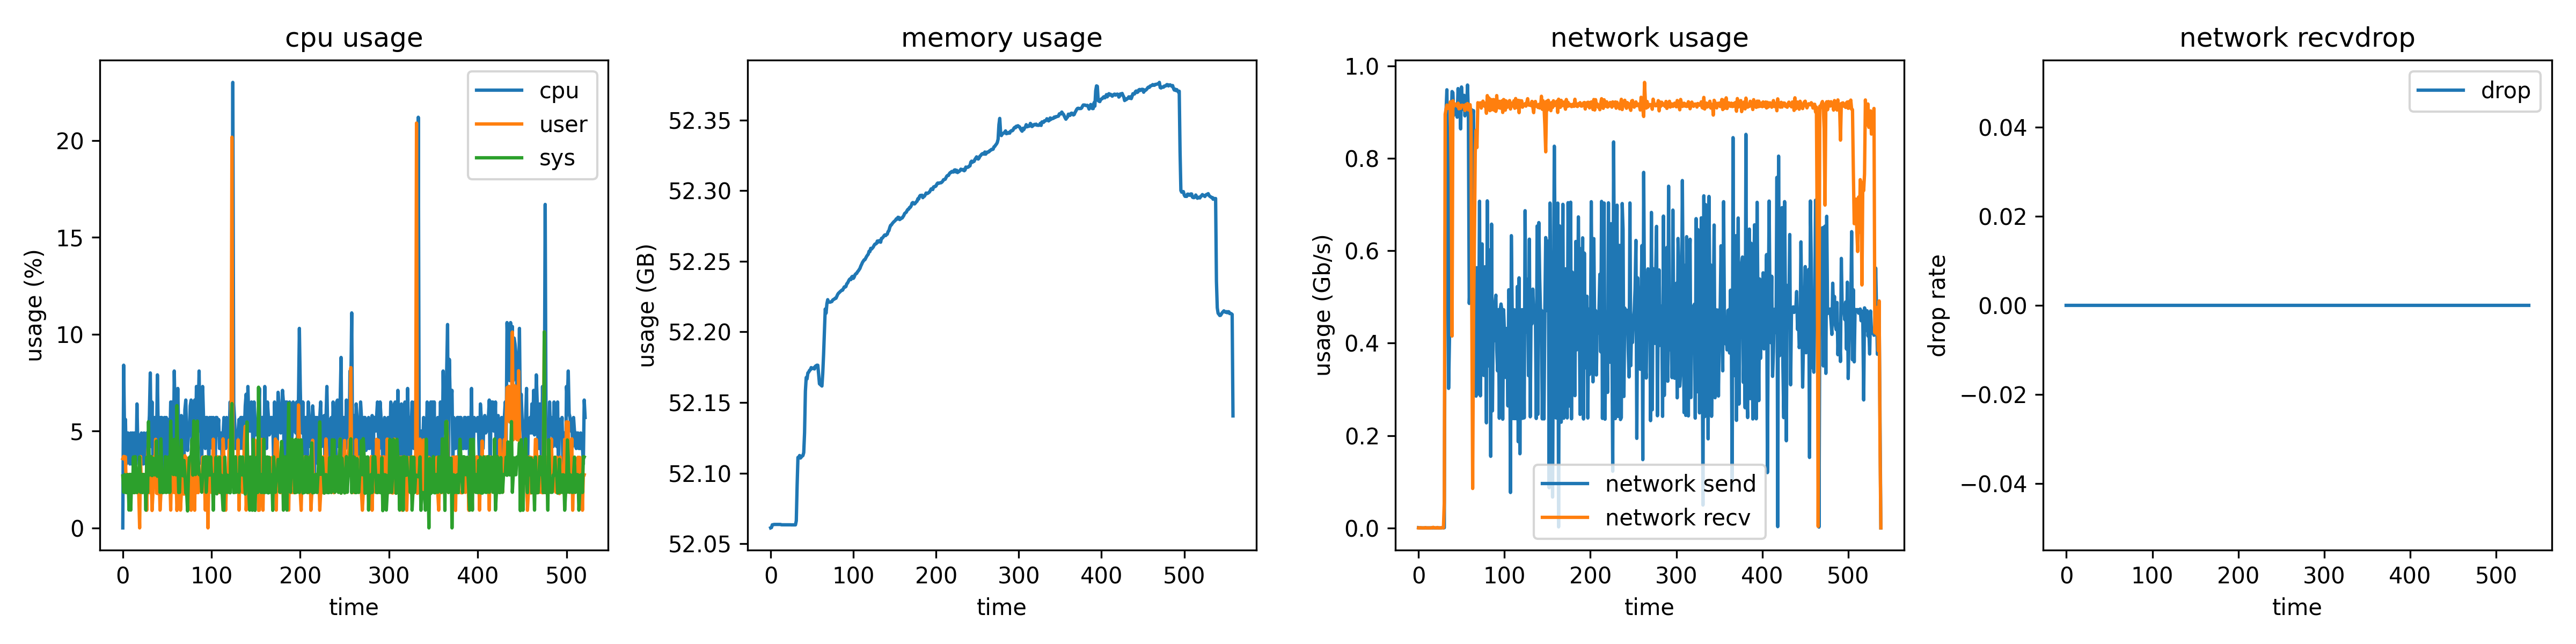 cpu usage
usage (%)
20
15
10
5
0
cpu
user
sys
0 100 200 300 400 500
time
memory usage
usage (GB)
52.35
52.30
52.25
52.20
52.15
52.10
52.05
0 100 200 300 400 500
time
network usage
usage (Gb/s)
1.0
0.8
0.6
0.4
0.2
0.0
network send
network recv
0 100 200 300 400 500
time
network recvdrop
drop rate
0.04
0.02
0.00
−0.02
−0.04
drop
0 100 200 300 400 500
time